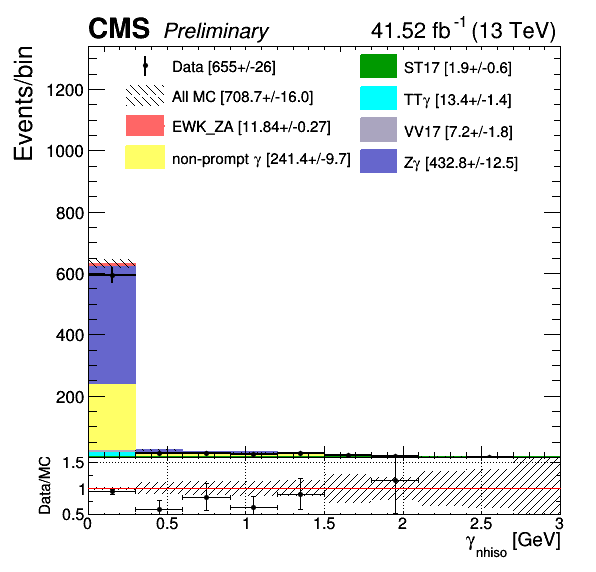 CMS Preliminary 41.52 fb⁻¹ (13 TeV)
Events/bin
Data [655+/-26]
All MC [708.7+/-16.0]
EWK_ZA [11.84+/-0.27]
non-prompt γ [241.4+/-9.7]
ST17 [1.9+/-0.6]
TTγ [13.4+/-1.4]
VV17 [7.2+/-1.8]
Zγ [432.8+/-12.5]
1200
1000
800
600
400
200
Data/MC
1.5
1
0.5
0 0.5 1 1.5 2 2.5 3
γnhiso [GeV]